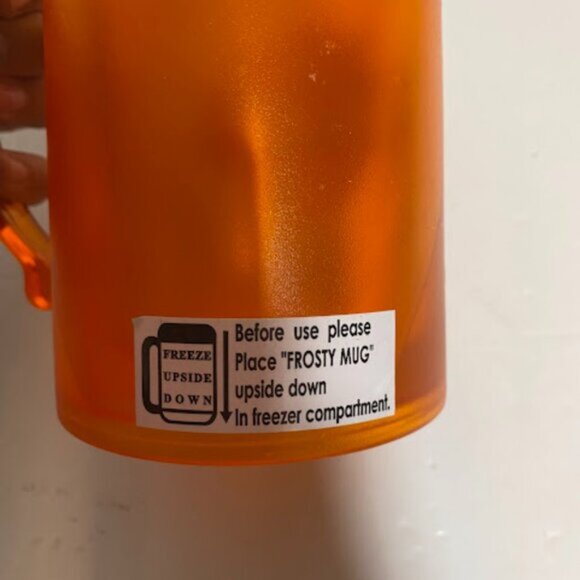 FREEZE
UPSIDE
DOWN
Before use please
Place "FROSTY MUG"
upside down
In freezer compartment.